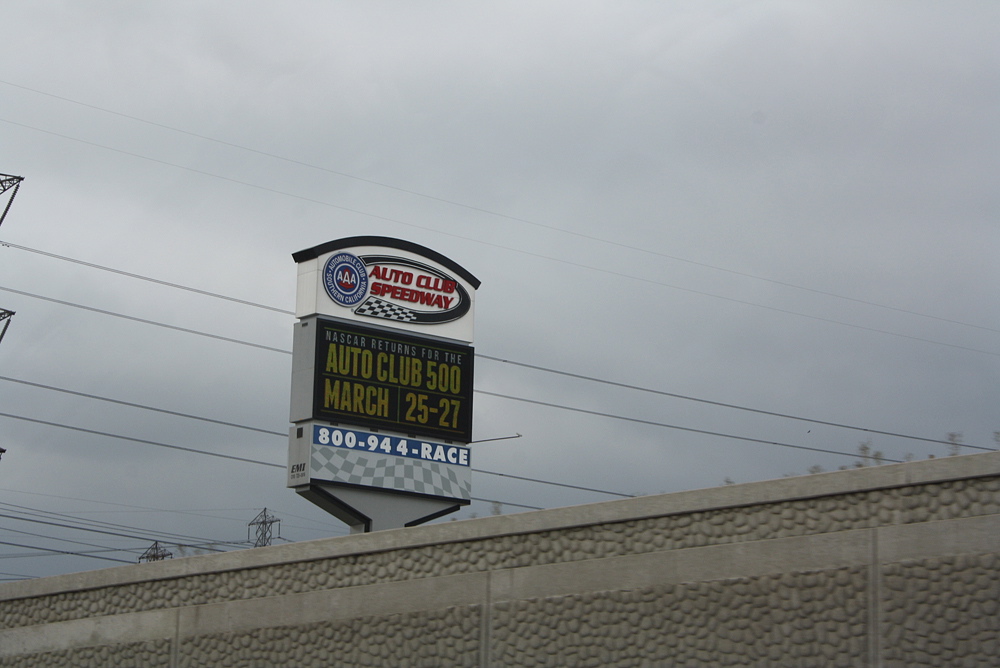 AUTOMOBILE CLUB
AAA
SOUTHERN CALIFORNIA
AUTO CLUB
SPEEDWAY
NASCAR RETURNS FOR THE
AUTO CLUB 500
MARCH 25-27
800-944-RACE
EMI